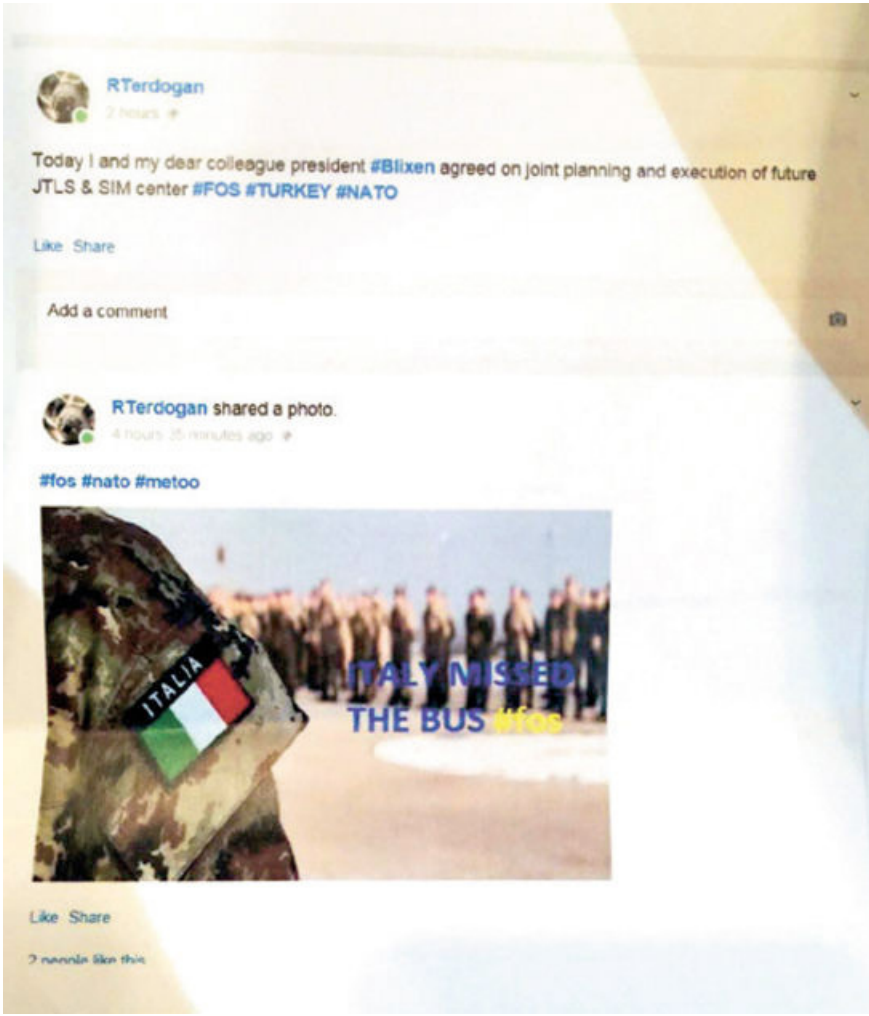 RTerdogan
2 hours
Today I and my dear colleague president #Blixen agreed on joint planning and execution of future
JTLS & SIM center #FOS #TURKEY #NATO
Like Share
Add a comment
RTerdogan shared a photo.
4 hours 35 minutes ago
#fos #nato #metoo
ITALIA
ITALY MISSED
THE BUS #fos
Like Share
2 people like this